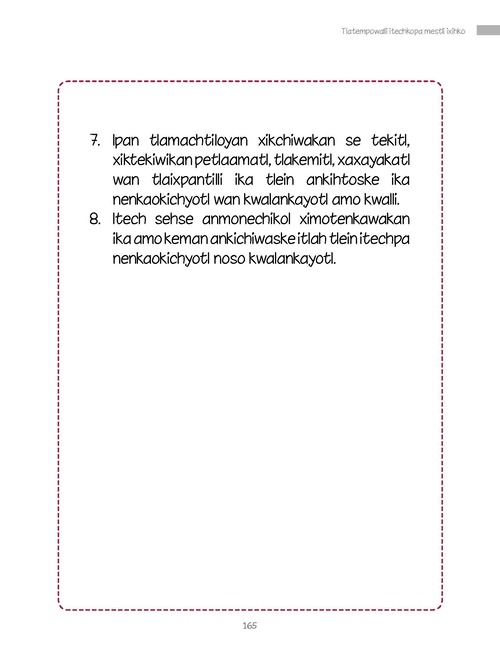 Tlatempowalli itechkopa mestli ixihko
7. Ipan tlamachtiloyan xikchiwakan se tekitl,
xiktekiwikan petlaamatl, tlakemitl, xaxayakatl
wan tlaixpantilli ika tlein ankihtoske ika
nenkaokichyotl wan kwalankayotl amo kwalli.
8. Itech sehse anmonechikol ximotenkawakan
ika amo keman ankichiwaske itlah tlein itechpa
nenkaokichyotl noso kwalankayotl.
165